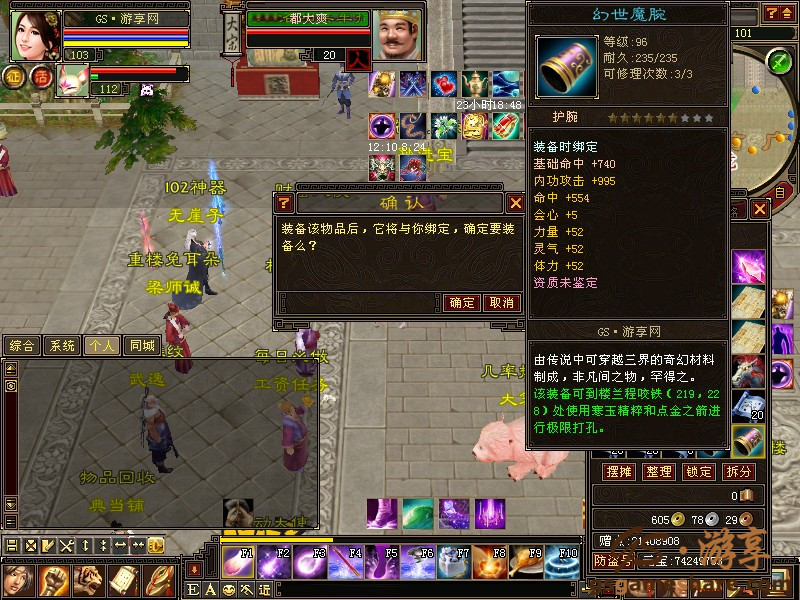 GS·游享网
103
112
大宗
都大爽
20
23小时18:48
12:10 8:24
幻世魔腕
等级:96
耐久:235/235
可修理次数:3/3
护腕
装备时绑定
基础命中 +740
内功攻击 +995
命中 +554
会心 +5
力量 +52
灵气 +52
体力 +52
资质未鉴定
GS·游享网
由传说中可穿越三界的奇幻材料
制成，非凡间之物，罕得之。
该装备可到楼兰程咬铁（219，22
8）处使用寒玉精粹和点金之箭进
行极限打孔。
101
征
活
102神器
无崖子
重楼兔耳朵
梁师诚
确认
装备该物品后，它将与你绑定，确定要装
备么？
确定
取消
综合
系统
个人
同城
武逸
物品回收
典当铺
每日必做
工资任务
20
摆摊
整理
锁定
拆分
0
605
78
29
F1
F2
F3
F4
F5
F6
F7
F8
F9
F10
E
A
近